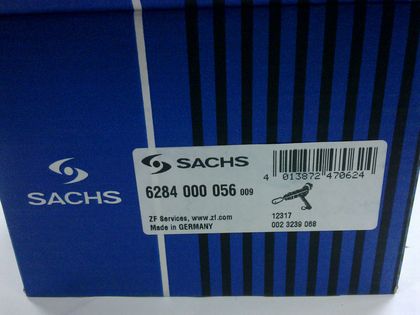 SACHS
SACHS
4 013872 470624
6284 000 056 009
ZF Services, www.zf.com
Made in GERMANY
12317
002 3239 068